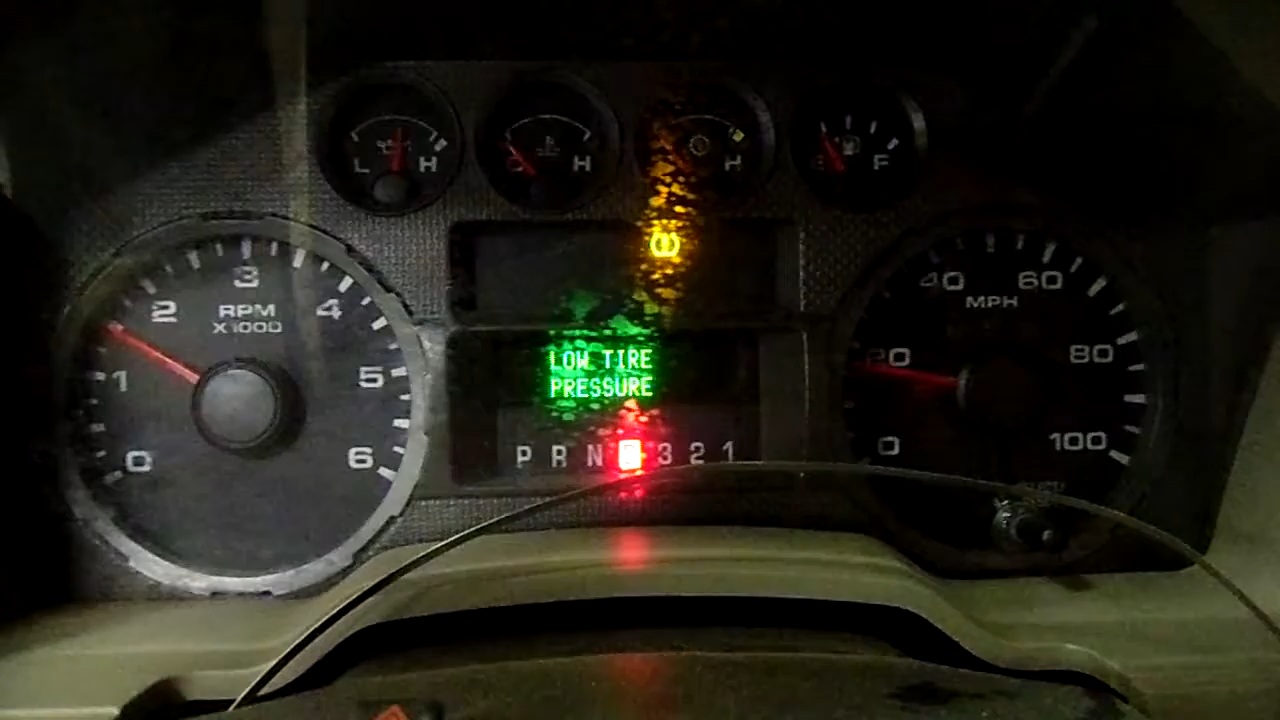 L H
C H
H
E F
0 1 2 3 4 5 6
RPM
X1000
0 20 40 60 80 100
MPH
LOW TIRE
PRESSURE
P R N D 3 2 1